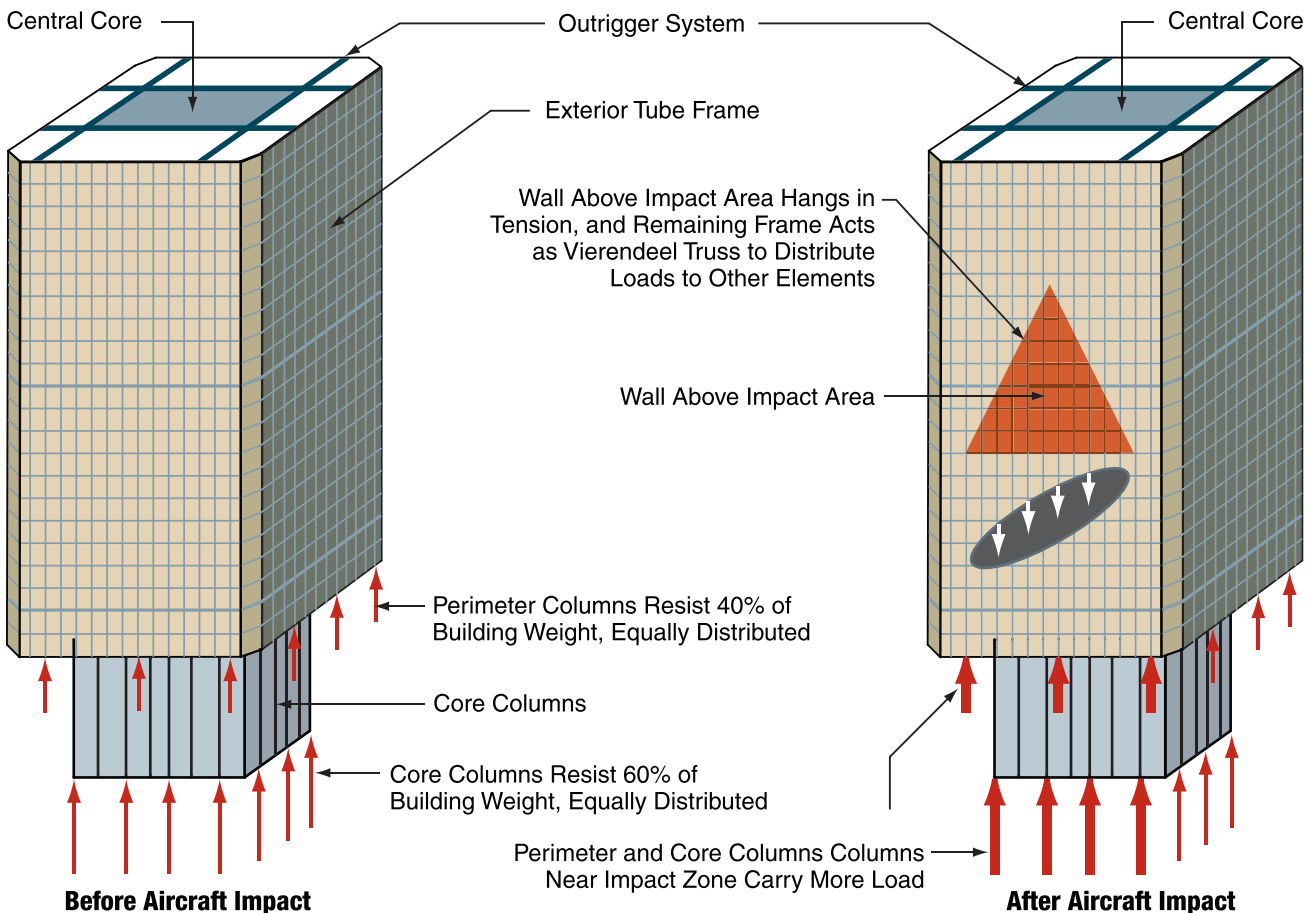 Central Core
Outrigger System
Central Core
Exterior Tube Frame
Wall Above Impact Area Hangs in
Tension, and Remaining Frame Acts
as Vierendeel Truss to Distribute
Loads to Other Elements
Wall Above Impact Area
Perimeter Columns Resist 40% of
Building Weight, Equally Distributed
Core Columns
Core Columns Resist 60% of
Building Weight, Equally Distributed
Perimeter and Core Columns Columns
Near Impact Zone Carry More Load
Before Aircraft Impact
After Aircraft Impact